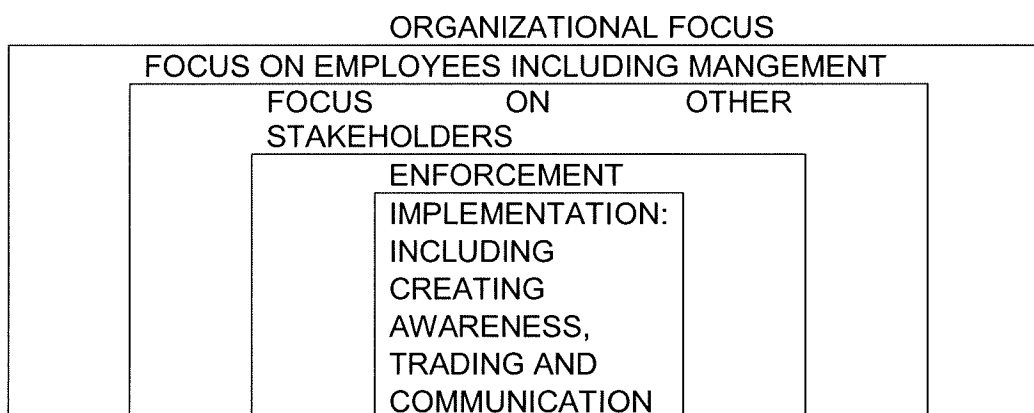 ORGANIZATIONAL FOCUS
FOCUS ON EMPLOYEES INCLUDING MANGEMENT
FOCUS ON OTHER
STAKEHOLDERS
ENFORCEMENT
IMPLEMENTATION:
INCLUDING
CREATING
AWARENESS,
TRADING AND
COMMUNICATION